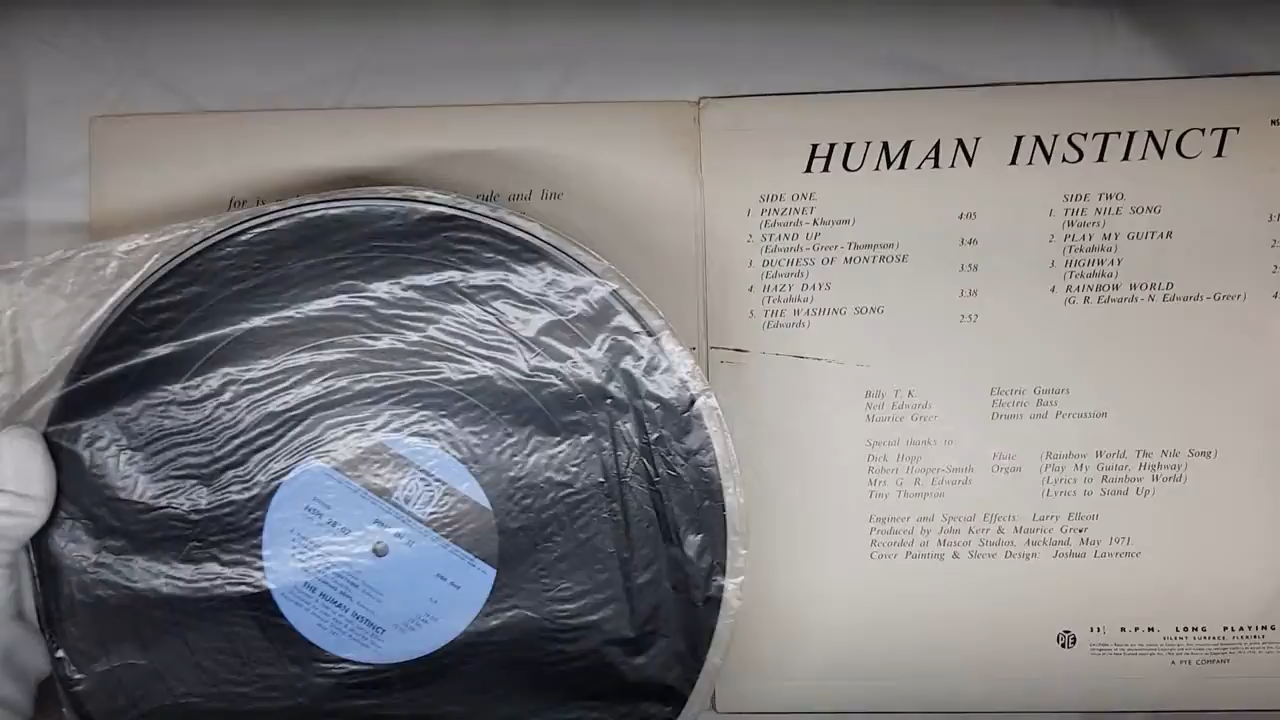 for is
rule and line
HUMAN INSTINCT
SIDE ONE.
1. PINZINET 4:05
(Edwards-Khayam)
2. STAND UP 3:46
(Edwards-Greer-Thompson)
3. DUCHESS OF MONTROSE 3:58
(Edwards)
4. HAZY DAYS 3:38
(Tekahika)
5. THE WASHING SONG 2:52
(Edwards)
SIDE TWO.
1. THE NILE SONG
(Waters)
2. PLAY MY GUITAR
(Tekahika)
3. HIGHWAY
(Tekahika)
4. RAINBOW WORLD
(G. R. Edwards-N. Edwards-Greer)
Billy T. K. Electric Guitars
Neil Edwards Electric Bass
Maurice Greer Drums and Percussion
Special thanks to
Dick Hopp Flute (Rainbow World, The Nile Song)
Robert Hooper-Smith Organ (Play My Guitar, Highway)
Mrs. G. R. Edwards (Lyrics to Rainbow World)
Tiny Thompson (Lyrics to Stand Up)
Engineer and Special Effects: Larry Ellcott
Produced by John Kerr & Maurice Greer
Recorded at Mascot Studios, Auckland, May 1971.
Cover Painting & Sleeve Design: Joshua Lawrence
PYE
33⅓ R.P.M. LONG PLAYING
SILENT SURFACE, FLEXIBLE
A PYE COMPANY
PYE
THE HUMAN INSTINCT